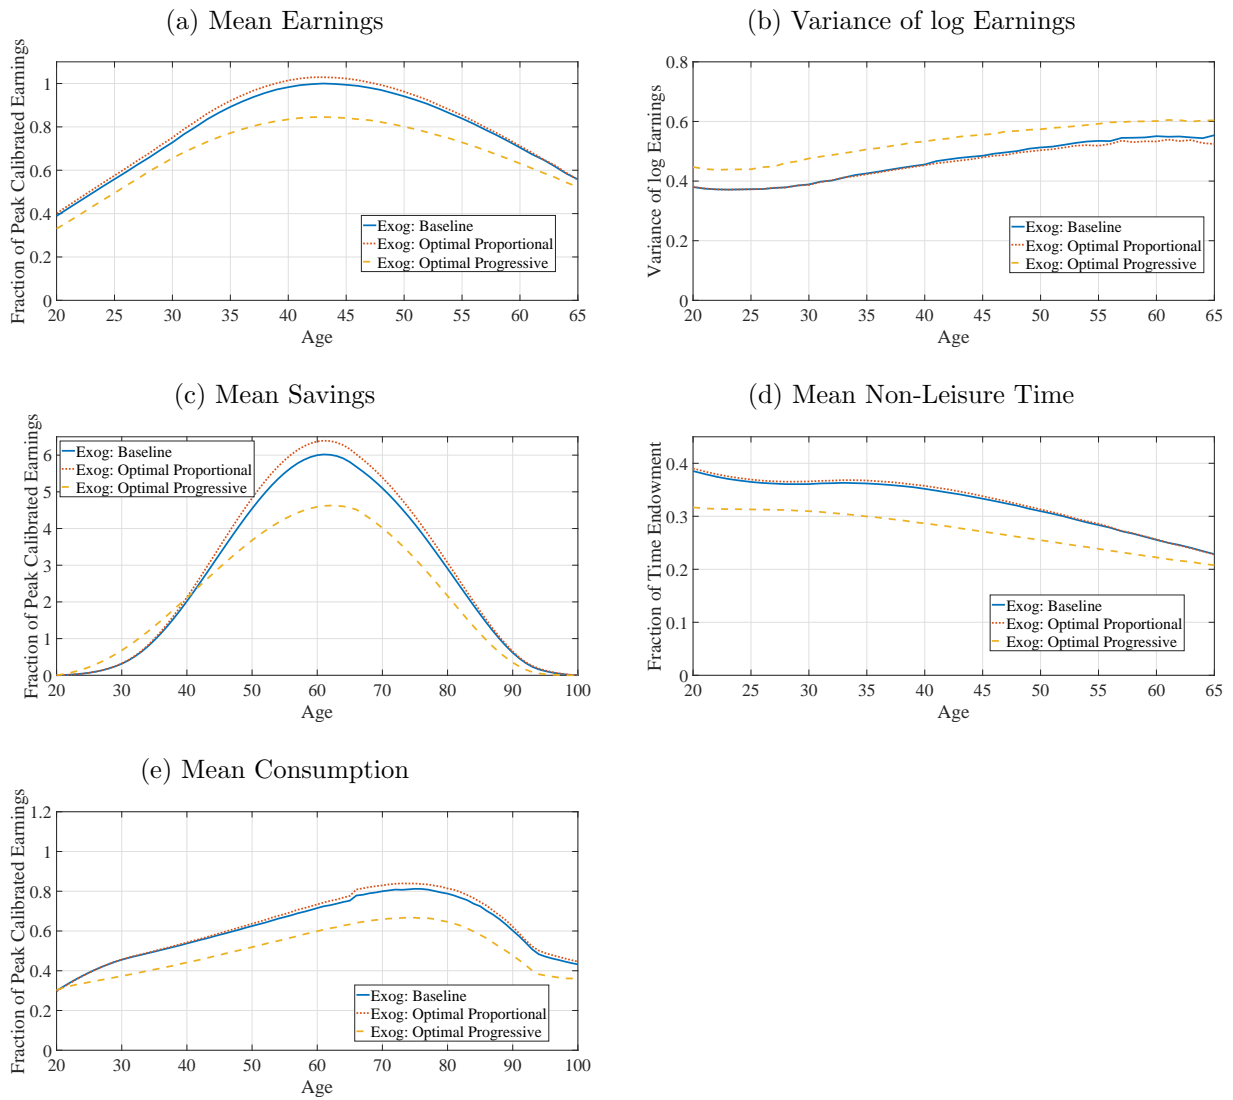 (a) Mean Earnings
Fraction of Peak Calibrated Earnings
1
0.8
0.6
0.4
0.2
0
20 25 30 35 40 45 50 55 60 65
Age
Exog: Baseline
Exog: Optimal Proportional
Exog: Optimal Progressive
(b) Variance of log Earnings
Variance of log Earnings
0.8
0.6
0.4
0.2
0
20 25 30 35 40 45 50 55 60 65
Age
Exog: Baseline
Exog: Optimal Proportional
Exog: Optimal Progressive
(c) Mean Savings
Fraction of Peak Calibrated Earnings
6
5
4
3
2
1
0
20 30 40 50 60 70 80 90 100
Age
Exog: Baseline
Exog: Optimal Proportional
Exog: Optimal Progressive
(d) Mean Non-Leisure Time
Fraction of Time Endowment
0.4
0.3
0.2
0.1
0
20 25 30 35 40 45 50 55 60 65
Age
Exog: Baseline
Exog: Optimal Proportional
Exog: Optimal Progressive
(e) Mean Consumption
Fraction of Peak Calibrated Earnings
1.2
1
0.8
0.6
0.4
0.2
0
20 30 40 50 60 70 80 90 100
Age
Exog: Baseline
Exog: Optimal Proportional
Exog: Optimal Progressive